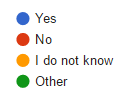 Yes
No
I do not know
Other